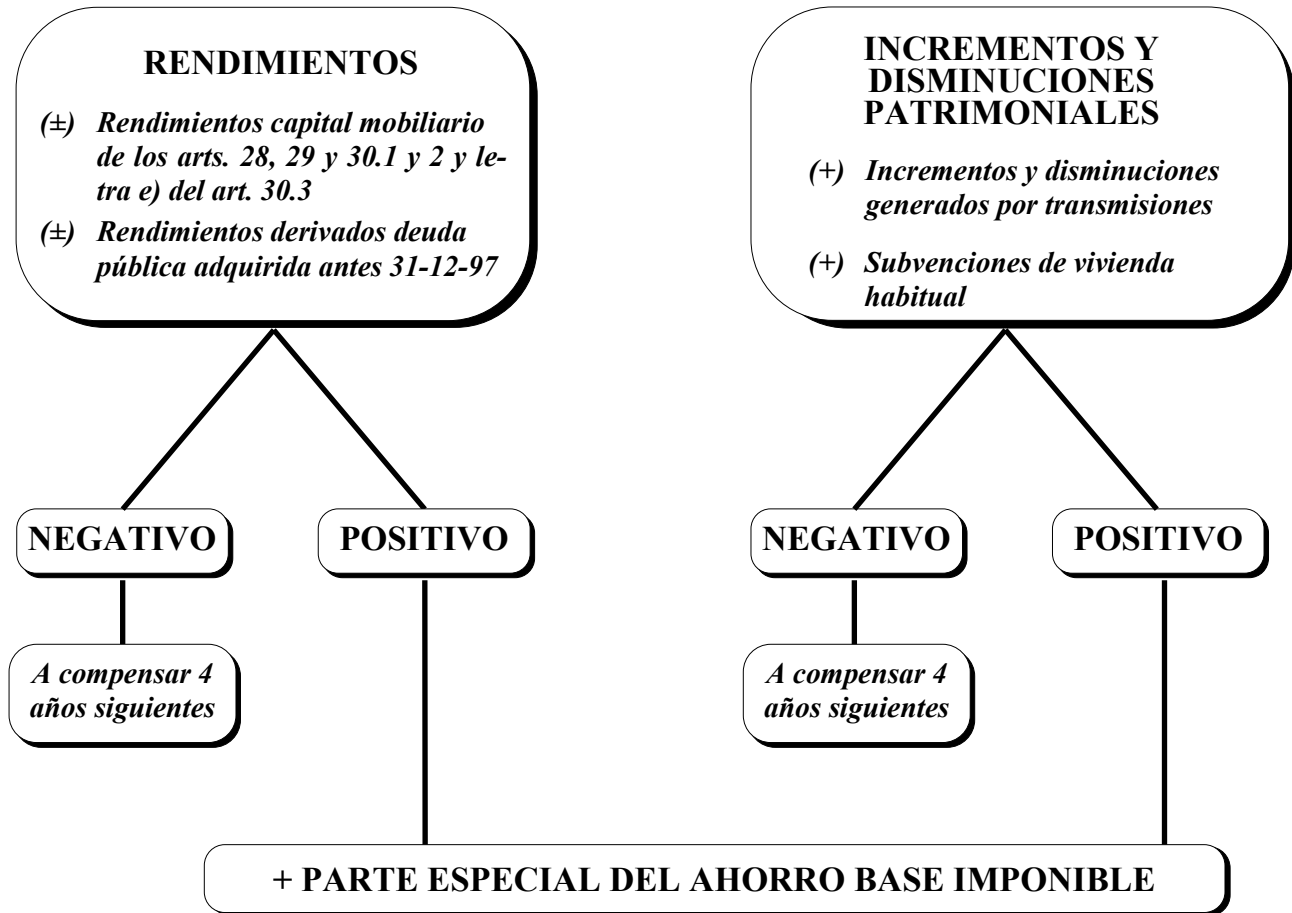 RENDIMIENTOS
(±) Rendimientos capital mobiliario
de los arts. 28, 29 y 30.1 y 2 y le-
tra e) del art. 30.3
(±) Rendimientos derivados deuda
pública adquirida antes 31-12-97
INCREMENTOS Y
DISMINUCIONES
PATRIMONIALES
(+) Incrementos y disminuciones
generados por transmisiones
(+) Subvenciones de vivienda
habitual
NEGATIVO
POSITIVO
NEGATIVO
POSITIVO
A compensar 4
años siguientes
A compensar 4
años siguientes
+ PARTE ESPECIAL DEL AHORRO BASE IMPONIBLE